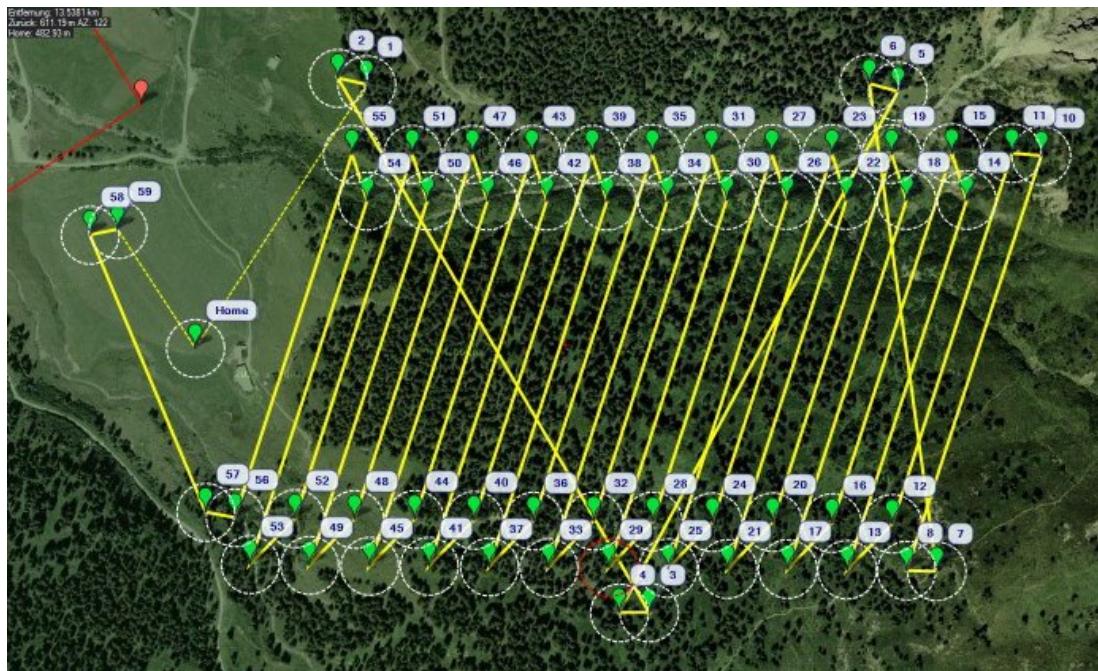 Entfernung: 13.5381 km
Zurück: 611.19 m AZ: 122
Home: 482.93 m
2 1 6 5
55 51 47 43 39 35 31 27 23 19 15 11 10
54 50 46 42 38 34 30 26 22 18 14
58 59
Home
57 56 52 48 44 40 36 32 28 24 20 16 12
53 49 45 41 37 33 29 25 21 17 13 8 7
4 3